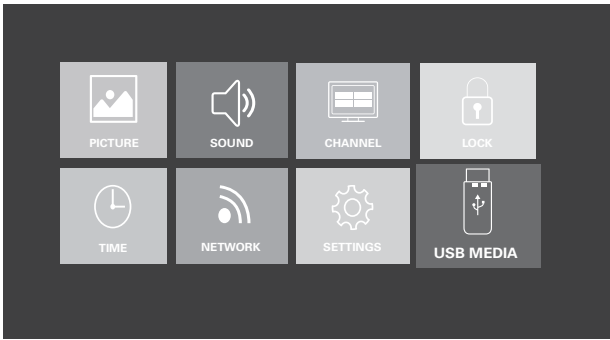 PICTURE
SOUND
CHANNEL
LOCK
TIME
NETWORK
SETTINGS
USB MEDIA